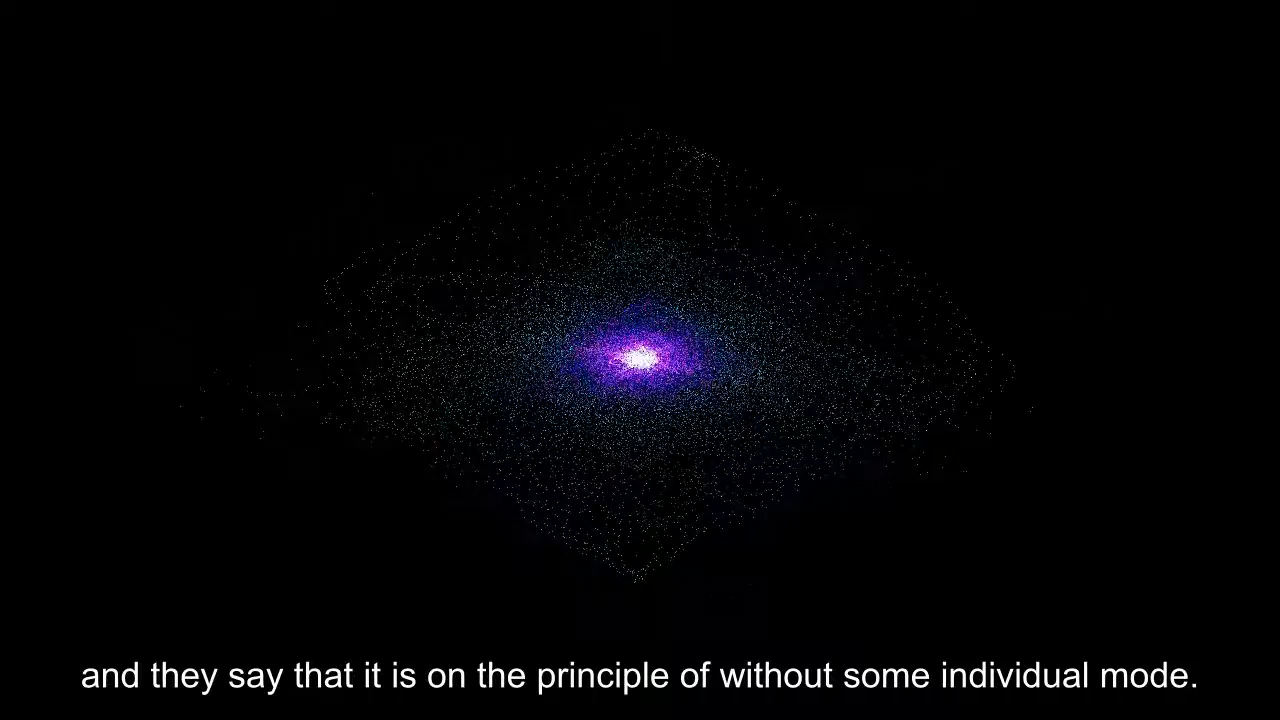 and they say that it is on the principle of without some individual mode.